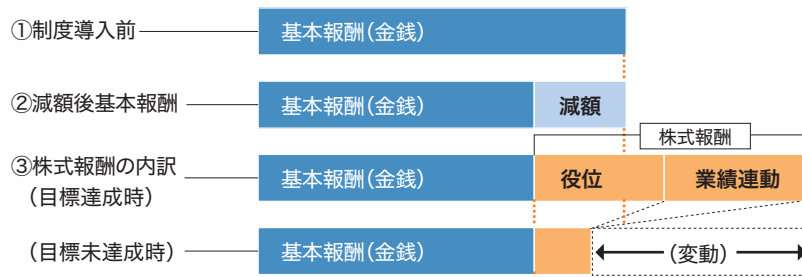 ①制度導入前
基本報酬（金銭）
②減額後基本報酬
基本報酬（金銭）
減額
株式報酬
③株式報酬の内訳
（目標達成時）
基本報酬（金銭）
役位
業績連動
（目標未達成時）
基本報酬（金銭）
（変動）